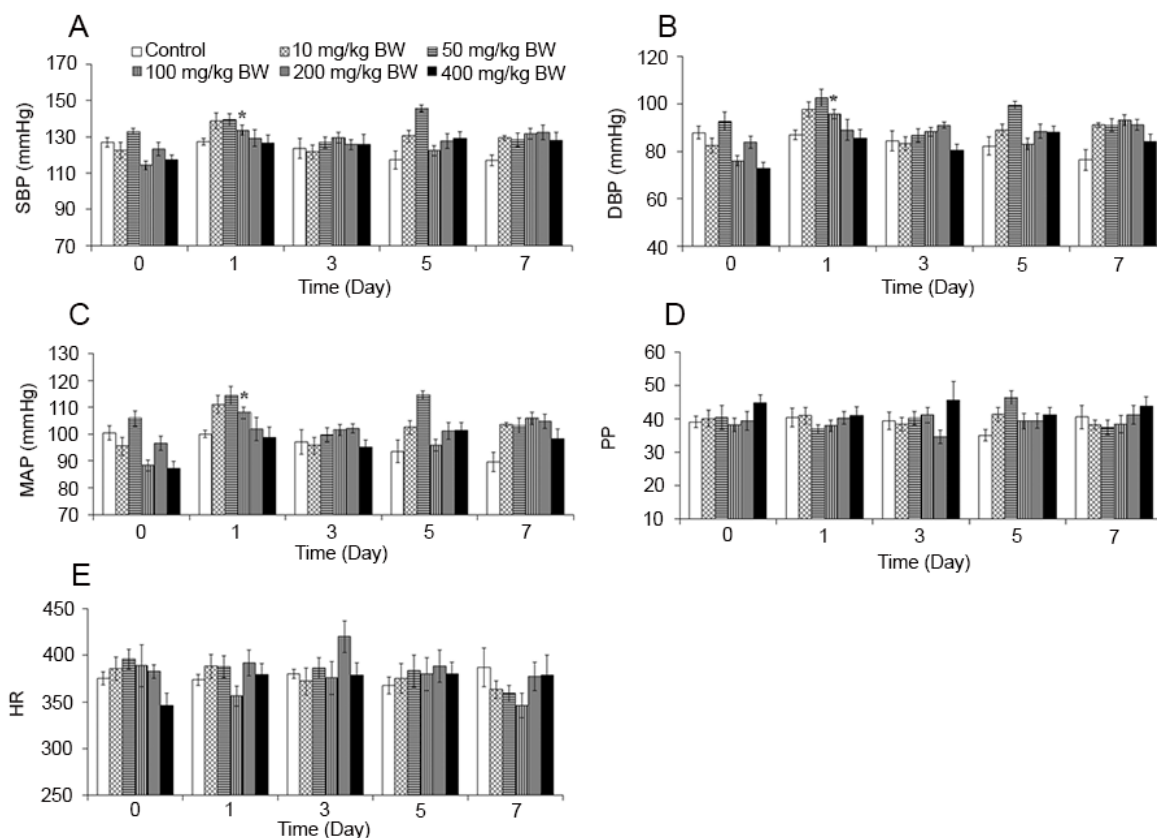 A
Control 10 mg/kg BW 50 mg/kg BW
100 mg/kg BW 200 mg/kg BW 400 mg/kg BW
170
150
130
110
90
70
SBP (mmHg)
*
0 1 3 5 7
Time (Day)
B
120
100
80
60
40
DBP (mmHg)
*
0 1 3 5 7
Time (Day)
C
130
120
110
100
90
80
70
MAP (mmHg)
*
0 1 3 5 7
Time (Day)
D
60
50
40
30
20
10
PP
0 1 3 5 7
Time (Day)
E
450
400
350
300
250
HR
0 1 3 5 7
Time (Day)